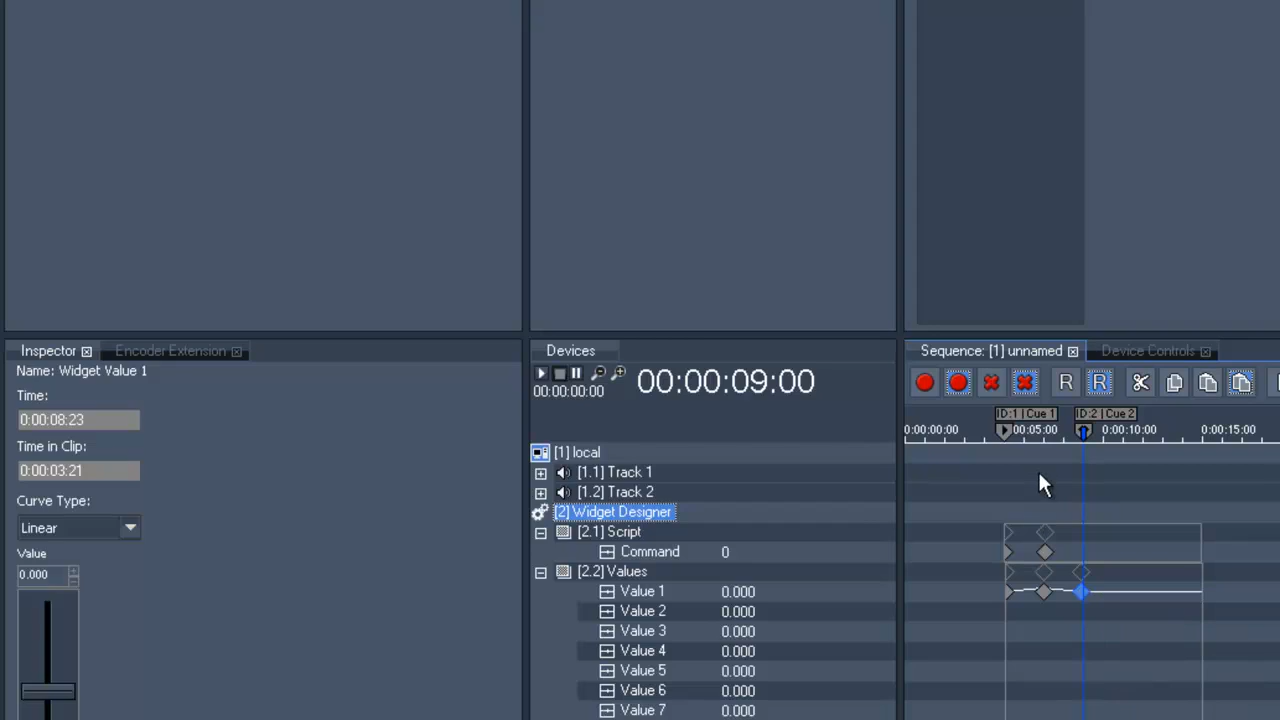 Inspector
Encoder Extension
Name: Widget Value 1
Time:
0:00:08:23
Time in Clip:
0:00:03:21
Curve Type:
Linear
Value
0.000
Devices
00:00:00:00
00:00:09:00
[1] local
[1.1] Track 1
[1.2] Track 2
[2] Widget Designer
[2.1] Script
Command 0
[2.2] Values
Value 1 0.000
Value 2 0.000
Value 3 0.000
Value 4 0.000
Value 5 0.000
Value 6 0.000
Value 7 0.000
Sequence: [1] unnamed
Device Controls
R R
ID:1 | Cue 1 ID:2 | Cue 2
0:00:00:00 00:05:00 0:00:10:00 0:00:15:00